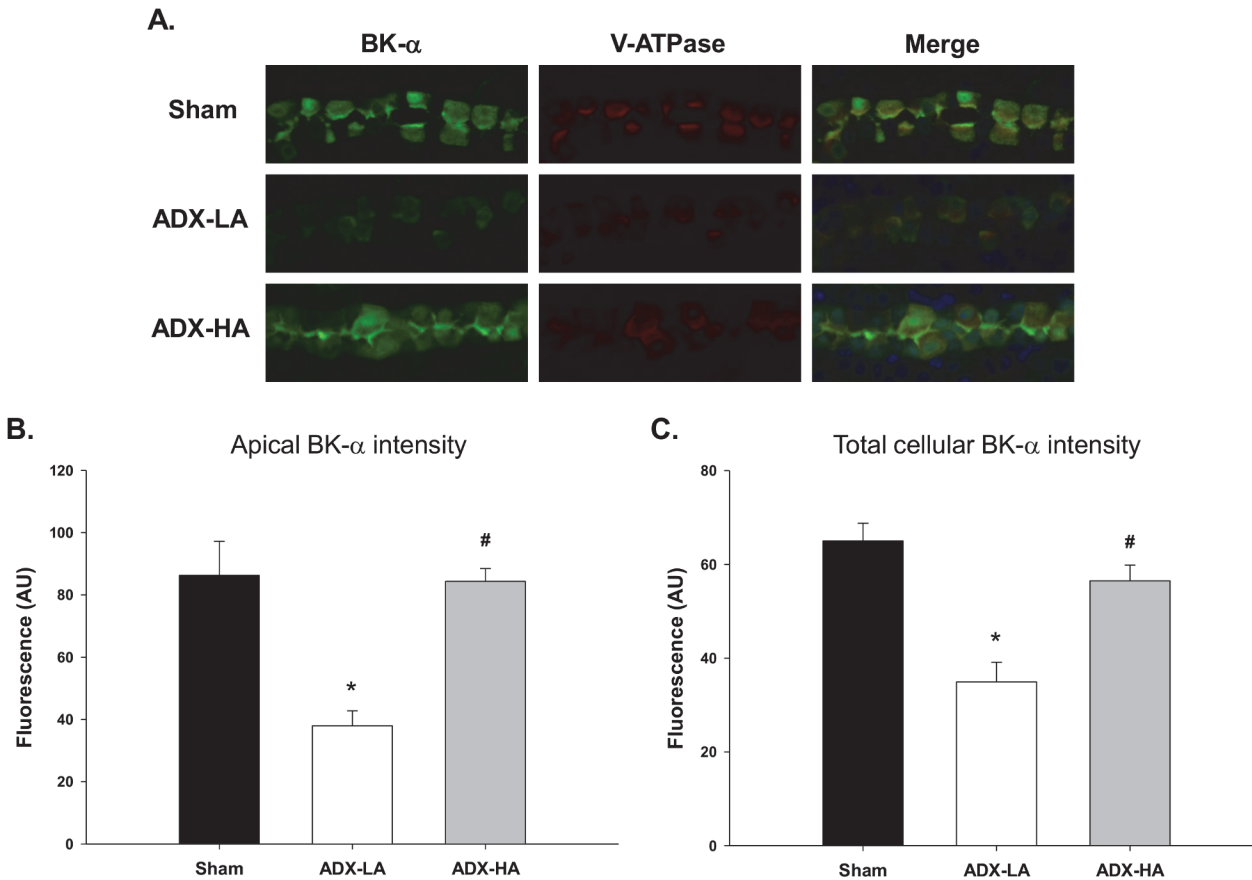 A.
BK-α V-ATPase Merge
Sham
ADX-LA
ADX-HA
B.
Apical BK-α intensity
Fluorescence (AU)
120
100
80
60
40
20
0
*
#
Sham ADX-LA ADX-HA
C.
Total cellular BK-α intensity
Fluorescence (AU)
80
60
40
20
0
*
#
Sham ADX-LA ADX-HA